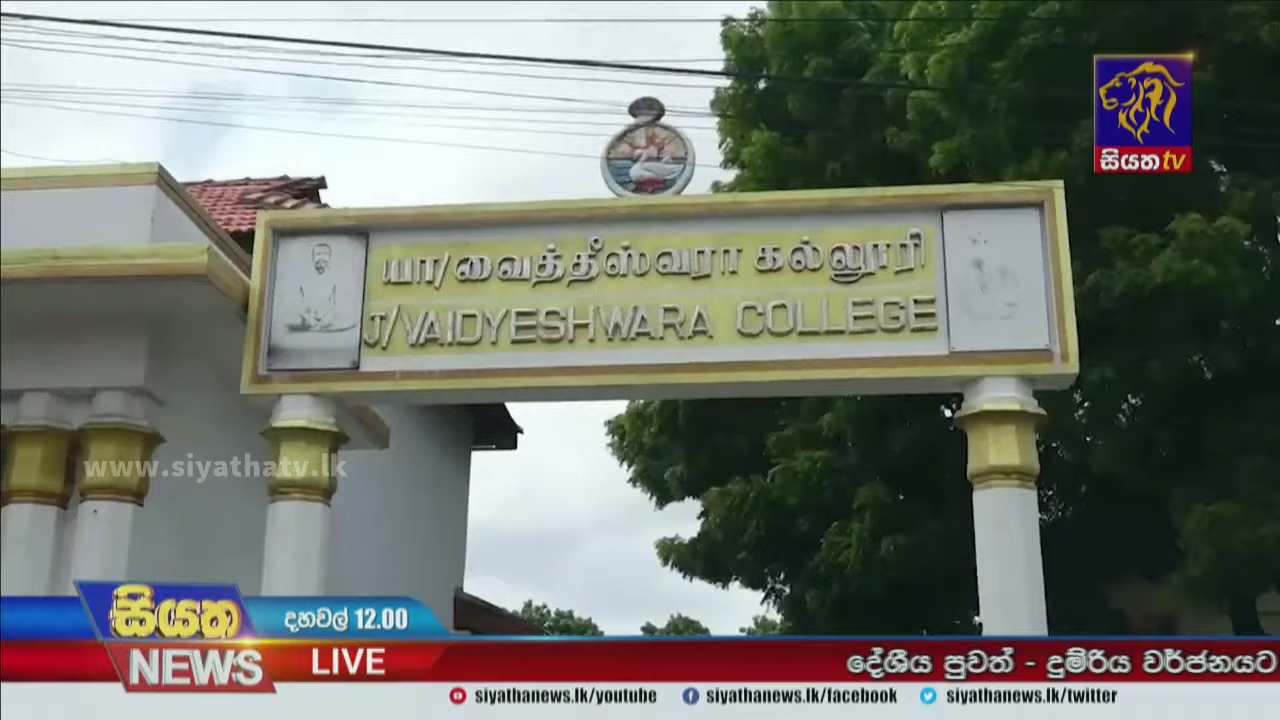 සියත tv
யா/வைத்தீஸ்வரா கல்லூரி
J/VAIDYESHWARA COLLEGE
www.siyathatv.lk
සියත
දහවල් 12.00
NEWS
LIVE
දේශීය පුවත් - දුම්රිය වර්ජනයට
siyathanews.lk/youtube
siyathanews.lk/facebook
siyathanews.lk/twitter